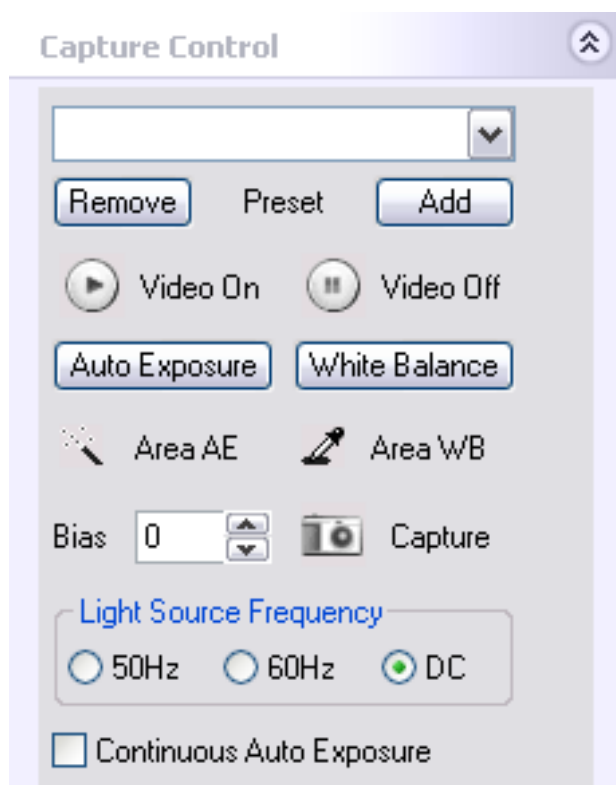 Capture Control
Remove Preset Add
Video On Video Off
Auto Exposure White Balance
Area AE Area WB
Bias 0 Capture
Light Source Frequency
50Hz 60Hz DC
Continuous Auto Exposure